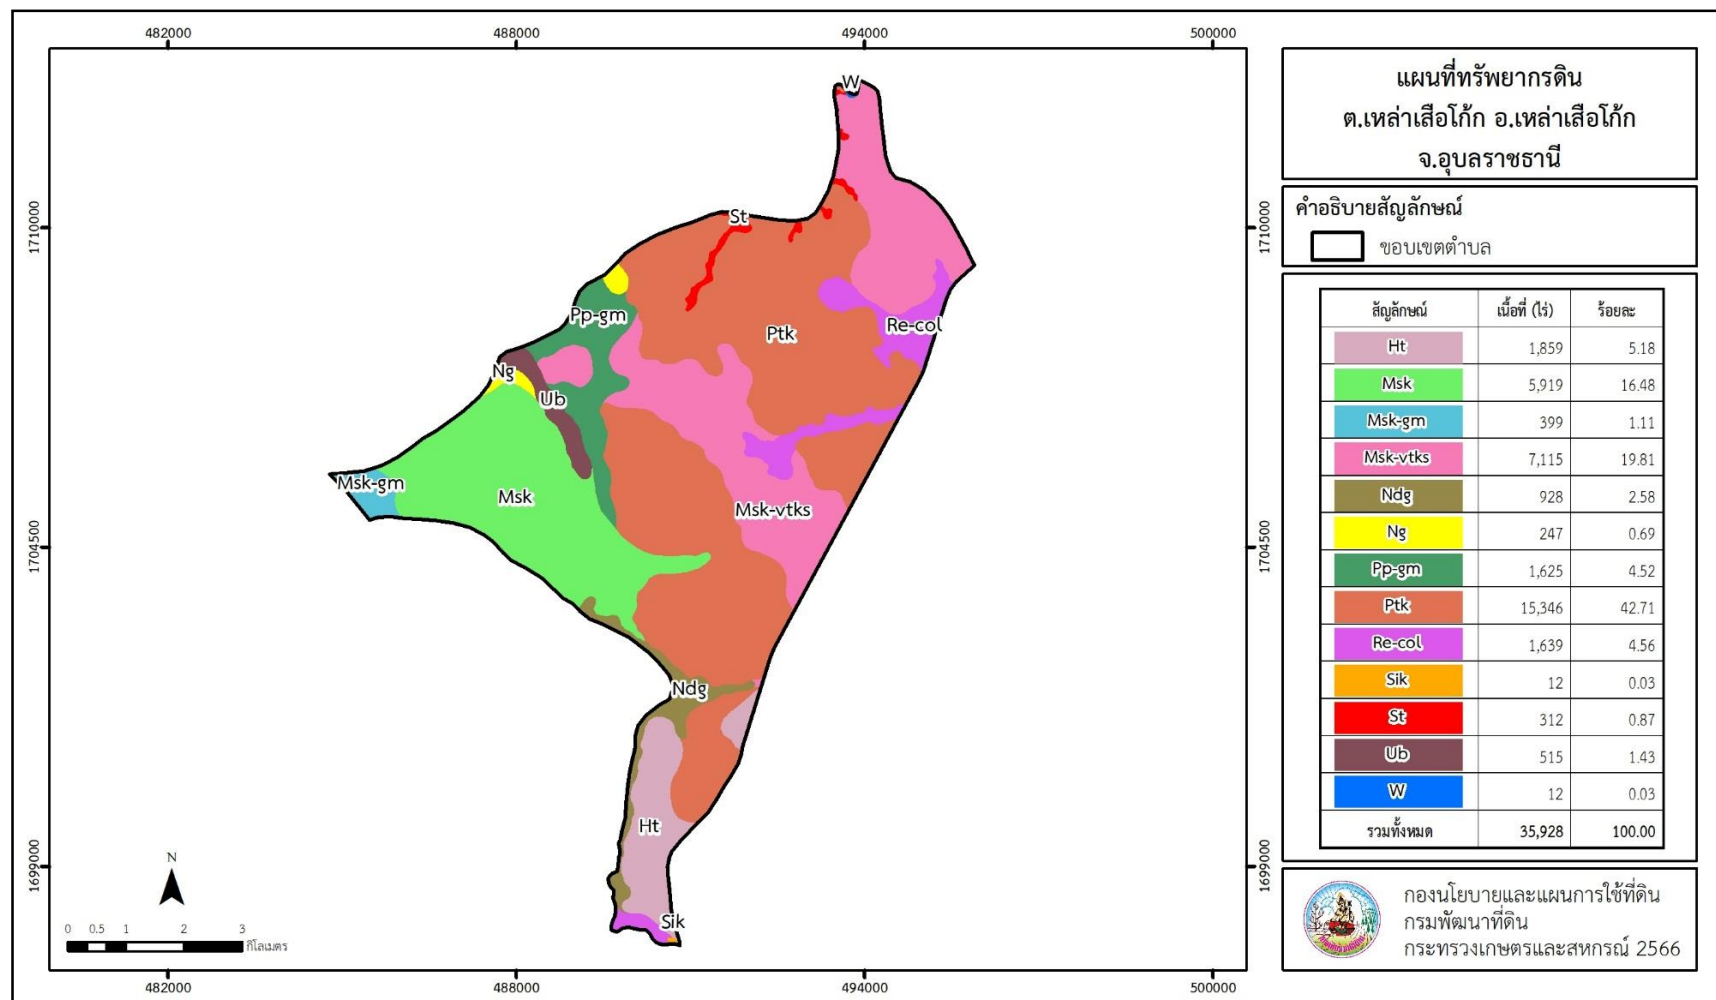 482000
488000
494000
500000
1710000
1704500
1699000
W
St
Pp-gm
Ptk
Re-col
Ng
Ub
Msk-gm
Msk
Msk-vtks
Ndg
Ht
Sik
N
0 0.5 1 2 3
กิโลเมตร
1710000
1704500
1699000
482000
488000
494000
500000
แผนที่ทรัพยากรดิน
ต.เหล่าเสือโก้ก อ.เหล่าเสือโก้ก
จ.อุบลราชธานี
คำอธิบายสัญลักษณ์
ขอบเขตตำบล
สัญลักษณ์ เนื้อที่ (ไร่) ร้อยละ
Ht 1,859 5.18
Msk 5,919 16.48
Msk-gm 399 1.11
Msk-vtks 7,115 19.81
Ndg 928 2.58
Ng 247 0.69
Pp-gm 1,625 4.52
Ptk 15,346 42.71
Re-col 1,639 4.56
Sik 12 0.03
St 312 0.87
Ub 515 1.43
W 12 0.03
รวมทั้งหมด 35,928 100.00
กองนโยบายและแผนการใช้ที่ดิน
กรมพัฒนาที่ดิน
กระทรวงเกษตรและสหกรณ์ 2566